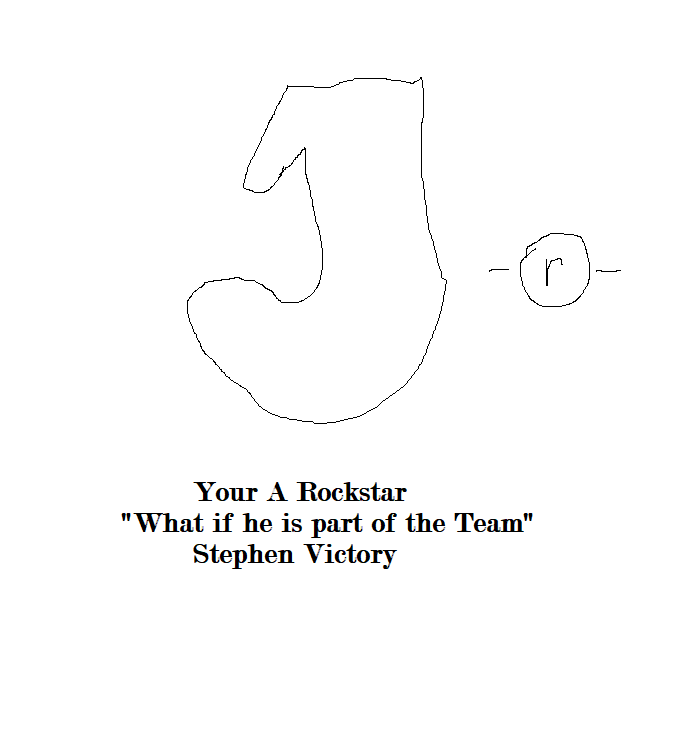 J
- r -
Your A Rockstar
"What if he is part of the Team"
Stephen Victory